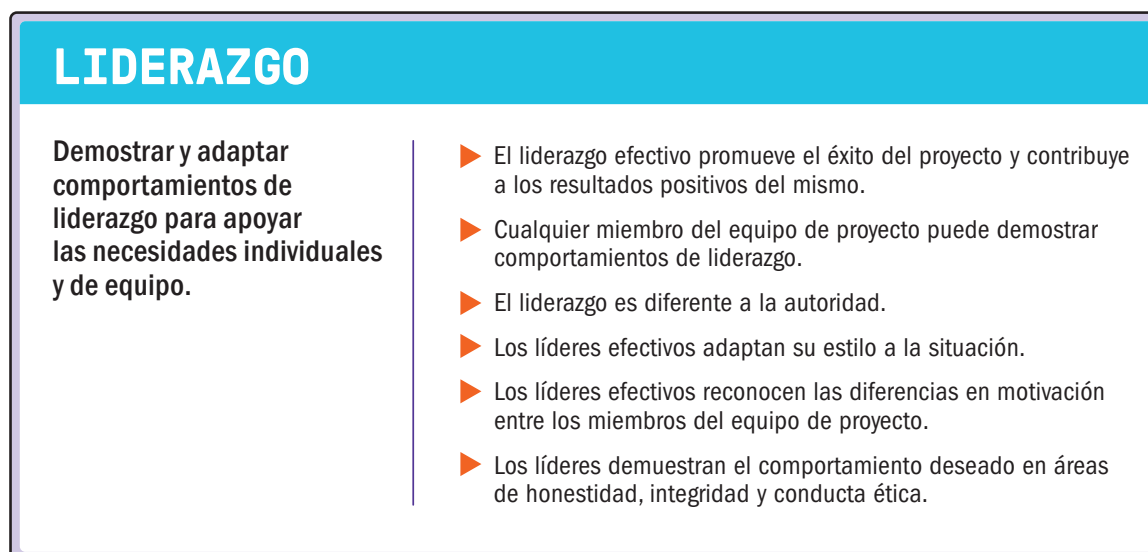 LIDERAZGO
Demostrar y adaptar
comportamientos de
liderazgo para apoyar
las necesidades individuales
y de equipo.
El liderazgo efectivo promueve el éxito del proyecto y contribuye
a los resultados positivos del mismo.
Cualquier miembro del equipo de proyecto puede demostrar
comportamientos de liderazgo.
El liderazgo es diferente a la autoridad.
Los líderes efectivos adaptan su estilo a la situación.
Los líderes efectivos reconocen las diferencias en motivación
entre los miembros del equipo de proyecto.
Los líderes demuestran el comportamiento deseado en áreas
de honestidad, integridad y conducta ética.